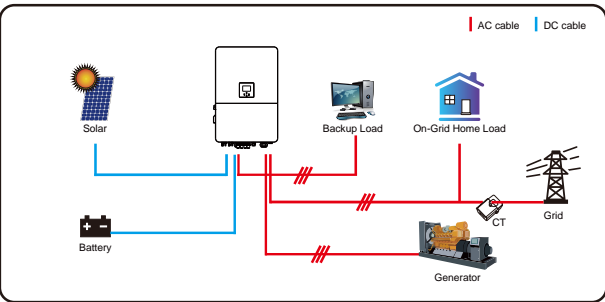 AC cable
DC cable
Solar
Backup Load
On-Grid Home Load
CT
Grid
Battery
Generator